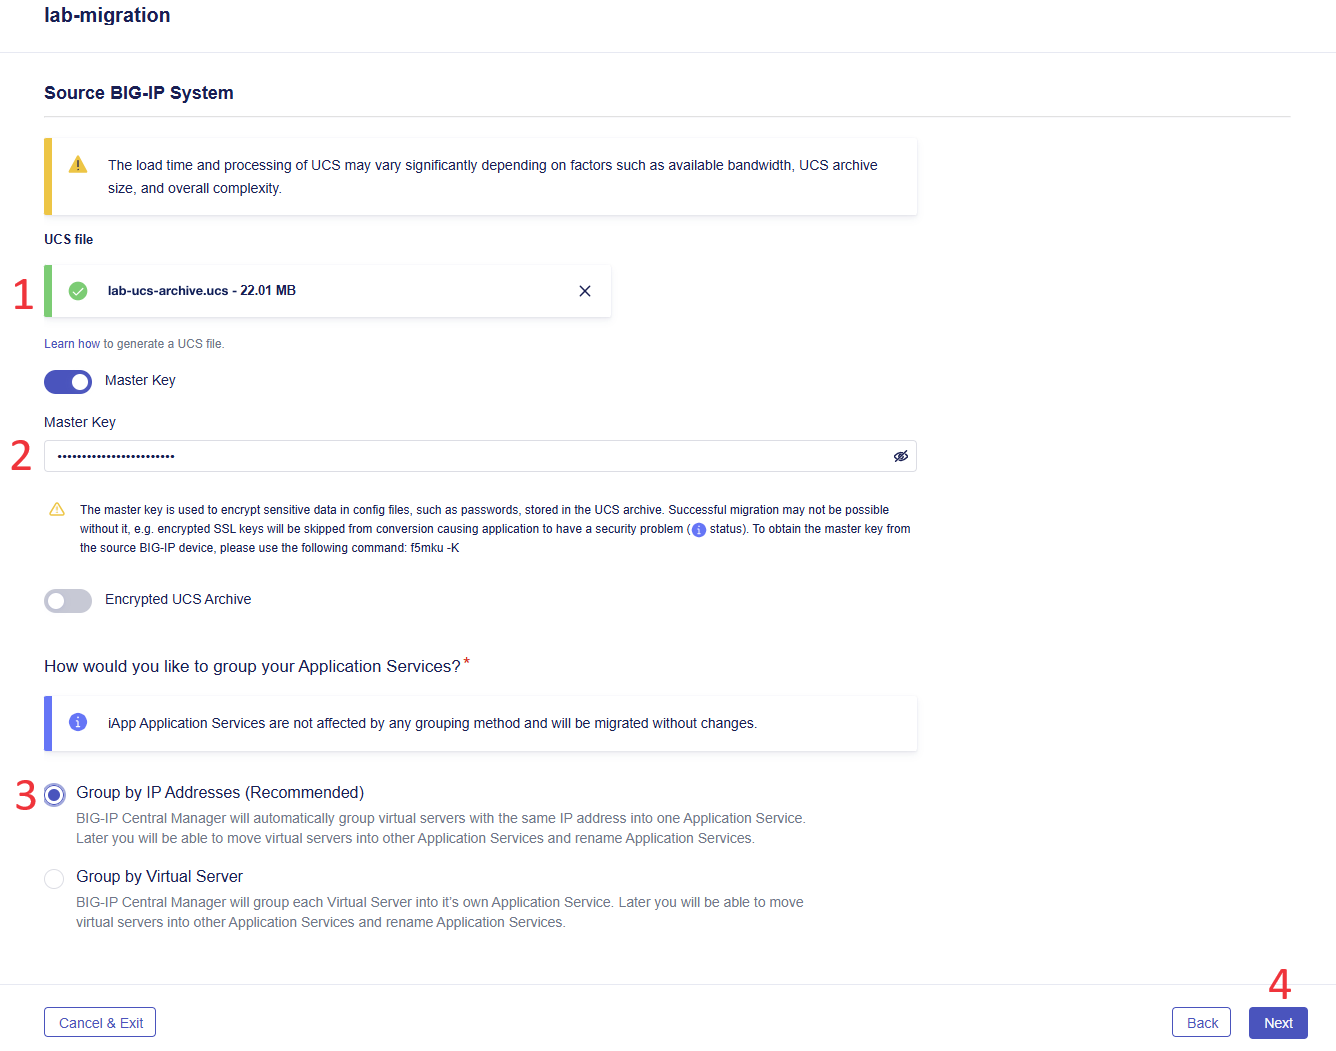 lab-migration
Source BIG-IP System
The load time and processing of UCS may vary significantly depending on factors such as available bandwidth, UCS archive
size, and overall complexity.
UCS file
1
lab-ucs-archive.ucs - 22.01 MB
Learn how to generate a UCS file.
Master Key
Master Key
2
••••••••••••••••••••••••
The master key is used to encrypt sensitive data in config files, such as passwords, stored in the UCS archive. Successful migration may not be possible
without it, e.g. encrypted SSL keys will be skipped from conversion causing application to have a security problem (i status). To obtain the master key from
the source BIG-IP device, please use the following command: f5mku -K
Encrypted UCS Archive
How would you like to group your Application Services?*
iApp Application Services are not affected by any grouping method and will be migrated without changes.
3
Group by IP Addresses (Recommended)
BIG-IP Central Manager will automatically group virtual servers with the same IP address into one Application Service.
Later you will be able to move virtual servers into other Application Services and rename Application Services.
Group by Virtual Server
BIG-IP Central Manager will group each Virtual Server into it's own Application Service. Later you will be able to move
virtual servers into other Application Services and rename Application Services.
4
Cancel & Exit
Back
Next